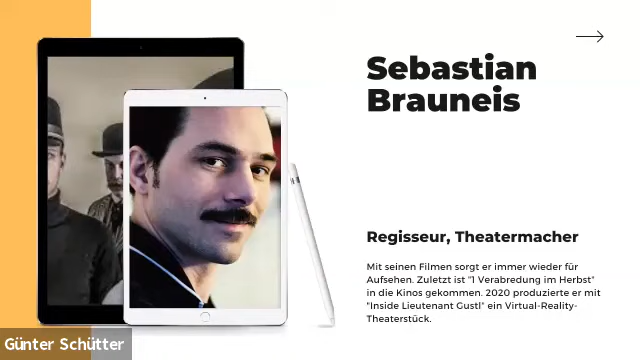 Sebastian
Brauneis
Regisseur, Theatermacher
Mit seinen Filmen sorgt er immer wieder für
Aufsehen. Zuletzt ist "1 Verabredung im Herbst"
in die Kinos gekommen. 2020 produzierte er mit
"Inside Lieutenant Gustl" ein Virtual-Reality-
Theaterstück.
Günter Schütter